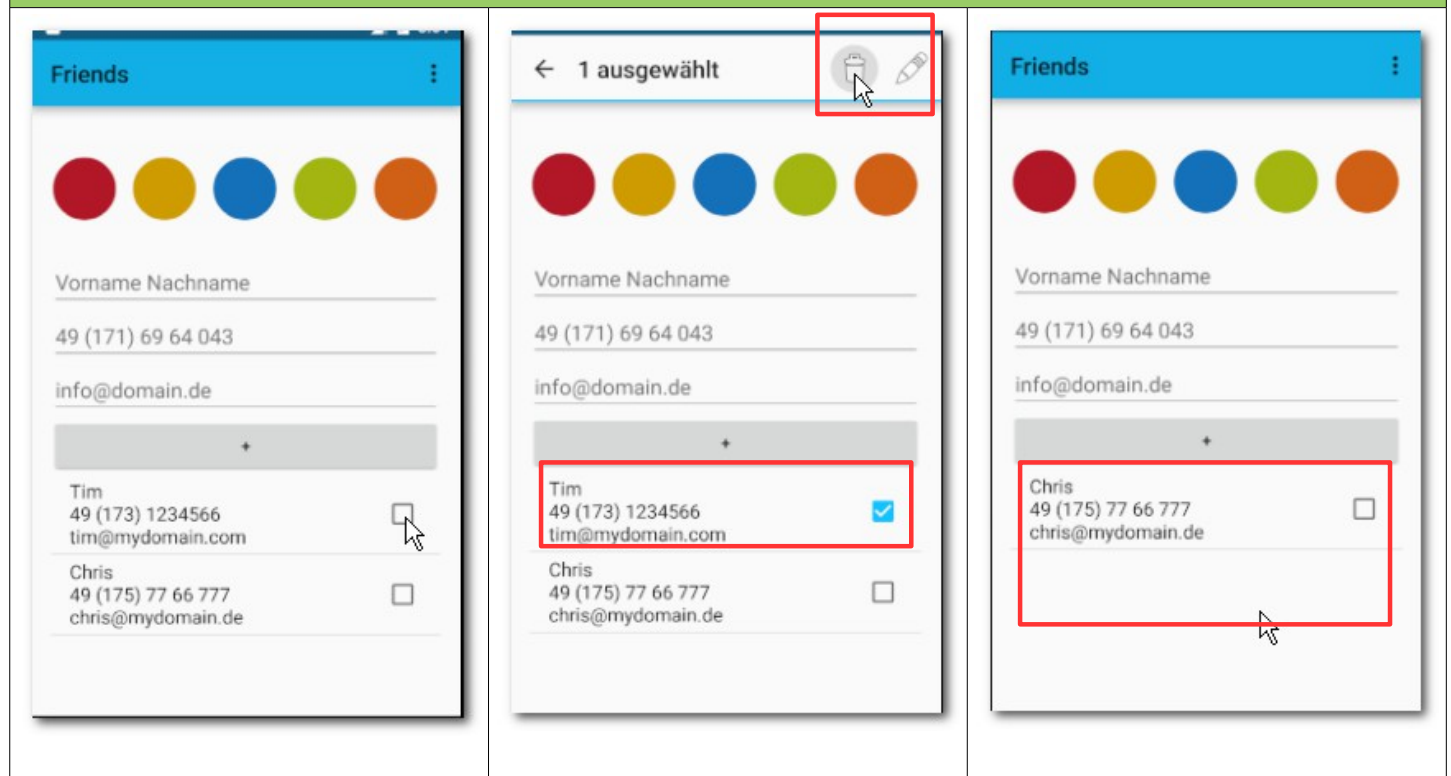 Friends
Vorname Nachname
49 (171) 69 64 043
info@domain.de
+
Tim
49 (173) 1234566
tim@mydomain.com
Chris
49 (175) 77 66 777
chris@mydomain.de
1 ausgewählt
Vorname Nachname
49 (171) 69 64 043
info@domain.de
+
Tim
49 (173) 1234566
tim@mydomain.com
Chris
49 (175) 77 66 777
chris@mydomain.de
Friends
Vorname Nachname
49 (171) 69 64 043
info@domain.de
+
Chris
49 (175) 77 66 777
chris@mydomain.de